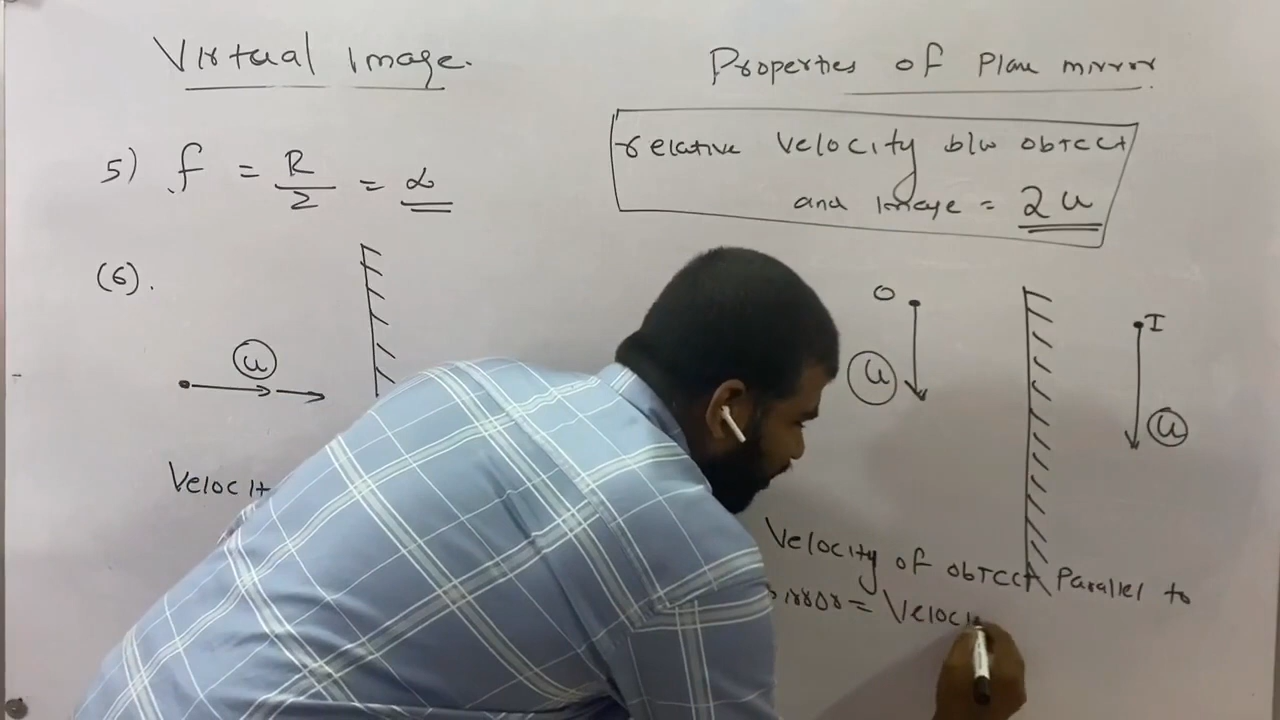 Virtual Image.
5) f = R/2 = ∝
(6).
u
Velocit
Properties of Plane mirror
relative velocity b/w object
and Image = 2u
O
u
I
u
Velocity of object Parallel to
= Veloci